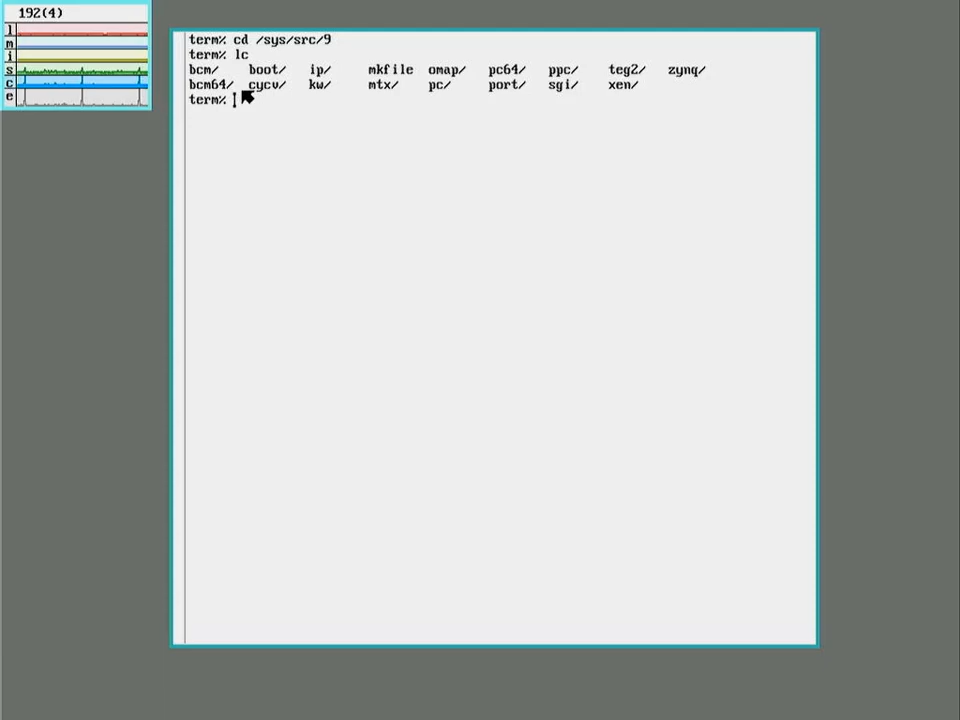 192(4)
l
m
i
s
c
e
term% cd /sys/src/9
term% lc
bcm/ boot/ ip/ mkfile omap/ pc64/ ppc/ teg2/ zynq/
bcm64/ cycv/ kw/ mtx/ pc/ port/ sgi/ xen/
term%